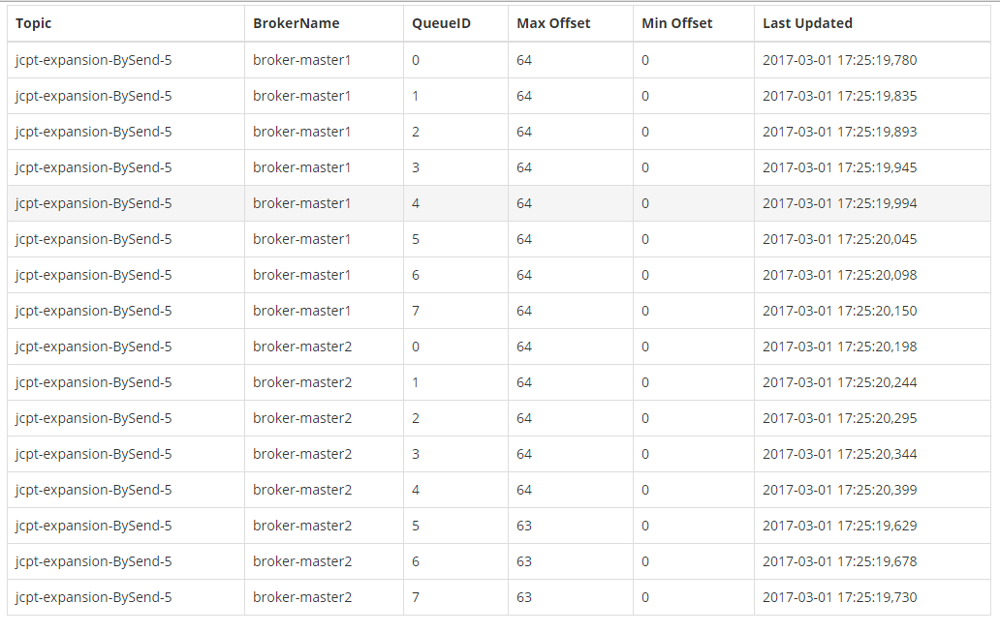 Topic BrokerName QueueID Max Offset Min Offset Last Updated
jcpt-expansion-BySend-5 broker-master1 0 64 0 2017-03-01 17:25:19,780
jcpt-expansion-BySend-5 broker-master1 1 64 0 2017-03-01 17:25:19,835
jcpt-expansion-BySend-5 broker-master1 2 64 0 2017-03-01 17:25:19,893
jcpt-expansion-BySend-5 broker-master1 3 64 0 2017-03-01 17:25:19,945
jcpt-expansion-BySend-5 broker-master1 4 64 0 2017-03-01 17:25:19,994
jcpt-expansion-BySend-5 broker-master1 5 64 0 2017-03-01 17:25:20,045
jcpt-expansion-BySend-5 broker-master1 6 64 0 2017-03-01 17:25:20,098
jcpt-expansion-BySend-5 broker-master1 7 64 0 2017-03-01 17:25:20,150
jcpt-expansion-BySend-5 broker-master2 0 64 0 2017-03-01 17:25:20,198
jcpt-expansion-BySend-5 broker-master2 1 64 0 2017-03-01 17:25:20,244
jcpt-expansion-BySend-5 broker-master2 2 64 0 2017-03-01 17:25:20,295
jcpt-expansion-BySend-5 broker-master2 3 64 0 2017-03-01 17:25:20,344
jcpt-expansion-BySend-5 broker-master2 4 64 0 2017-03-01 17:25:20,399
jcpt-expansion-BySend-5 broker-master2 5 63 0 2017-03-01 17:25:19,629
jcpt-expansion-BySend-5 broker-master2 6 63 0 2017-03-01 17:25:19,678
jcpt-expansion-BySend-5 broker-master2 7 63 0 2017-03-01 17:25:19,730